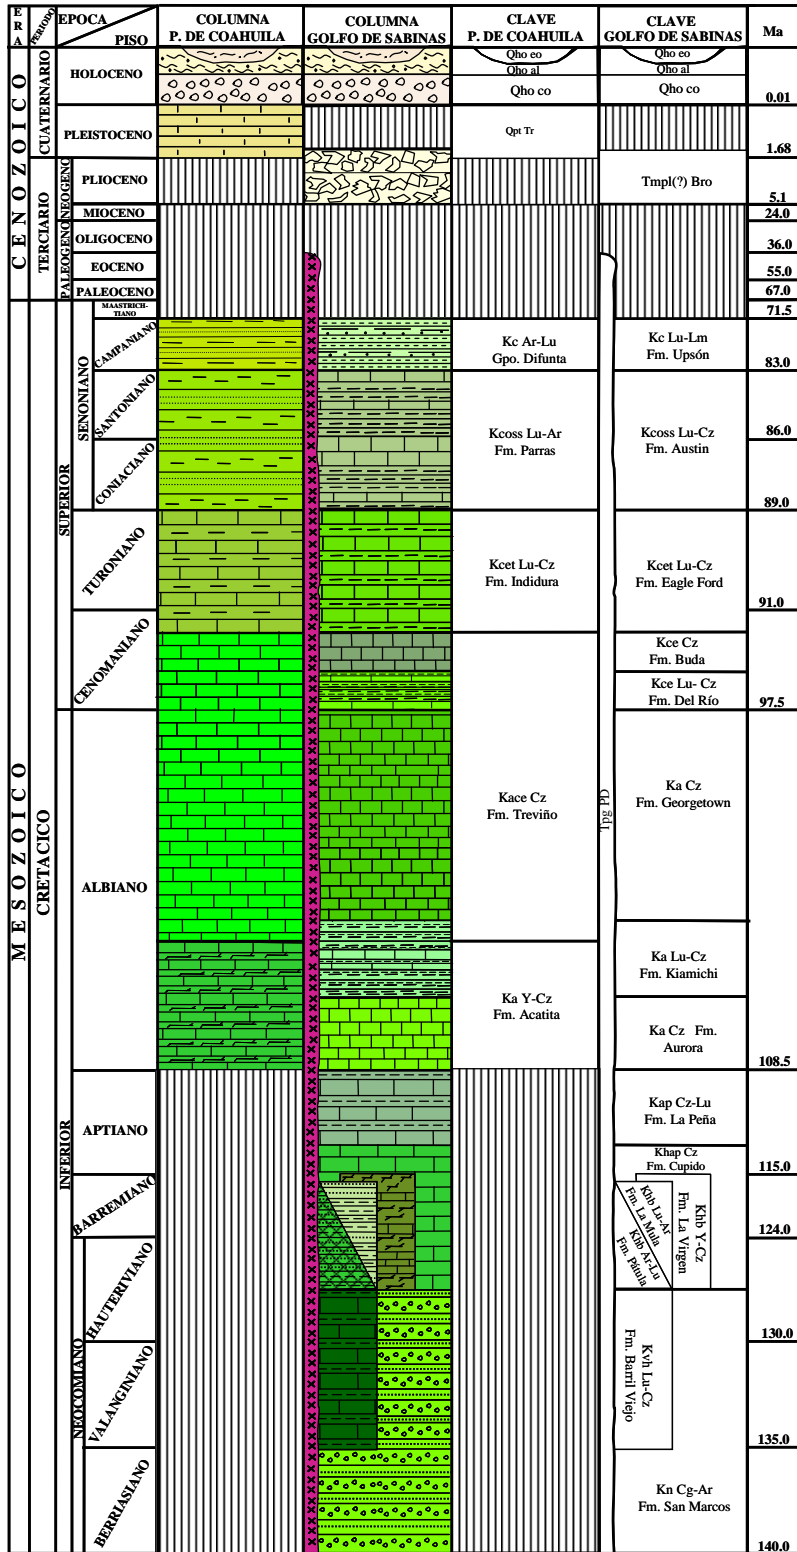 ERA
PERIODO
EPOCA
PISO
COLUMNA
P. DE COAHUILA
COLUMNA
GOLFO DE SABINAS
CLAVE
P. DE COAHUILA
CLAVE
GOLFO DE SABINAS
Ma
CENOZOICO
CUATERNARIO
HOLOCENO
Qho eo
Qho al
Qho co
Qho eo
Qho al
Qho co
0.01
PLEISTOCENO
Qpt Tr
1.68
TERCIARIO
NEOGENO
PLIOCENO
Tmpl(?) Bro
5.1
MIOCENO
24.0
PALEOGENO
OLIGOCENO
36.0
EOCENO
55.0
PALEOCENO
67.0
MESOZOICO
CRETACICO
SUPERIOR
SENONIANO
MAASTRICH-
TIANO
71.5
CAMPANIANO
Kc Ar-Lu
Gpo. Difunta
Kc Lu-Lm
Fm. Upsón
83.0
SANTONIANO
Kcoss Lu-Ar
Fm. Parras
Kcoss Lu-Cz
Fm. Austin
86.0
CONIACIANO
89.0
TURONIANO
Kcet Lu-Cz
Fm. Indidura
Kcet Lu-Cz
Fm. Eagle Ford
91.0
CENOMANIANO
Kce Cz
Fm. Buda
Kce Lu- Cz
Fm. Del Río
97.5
INFERIOR
ALBIANO
Kace Cz
Fm. Treviño
Tpg PD
Ka Cz
Fm. Georgetown
Ka Lu-Cz
Fm. Kiamichi
Ka Y-Cz
Fm. Acatita
Ka Cz Fm.
Aurora
108.5
APTIANO
Kap Cz-Lu
Fm. La Peña
Khap Cz
Fm. Cupido
115.0
BARREMIANO
Khb Lu-Ar
Fm. La Mula
Khb Ar-Lu
Fm. Pátula
Khb Y-Cz
Fm. La Virgen
124.0
NEOCOMIANO
HAUTERIVIANO
130.0
VALANGINIANO
Kvh Lu-Cz
Fm. Barril Viejo
135.0
BERRIASIANO
Kn Cg-Ar
Fm. San Marcos
140.0